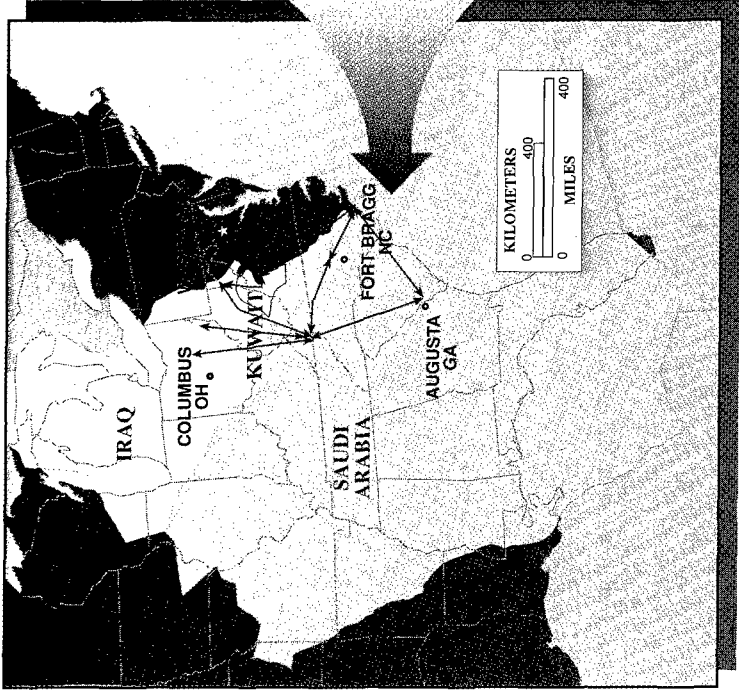 IRAQ
COLUMBUS
OH
KUWAIT
SAUDI
ARABIA
FORT BRAGG
NC
AUGUSTA
GA
KILOMETERS
0 400
0 400
MILES